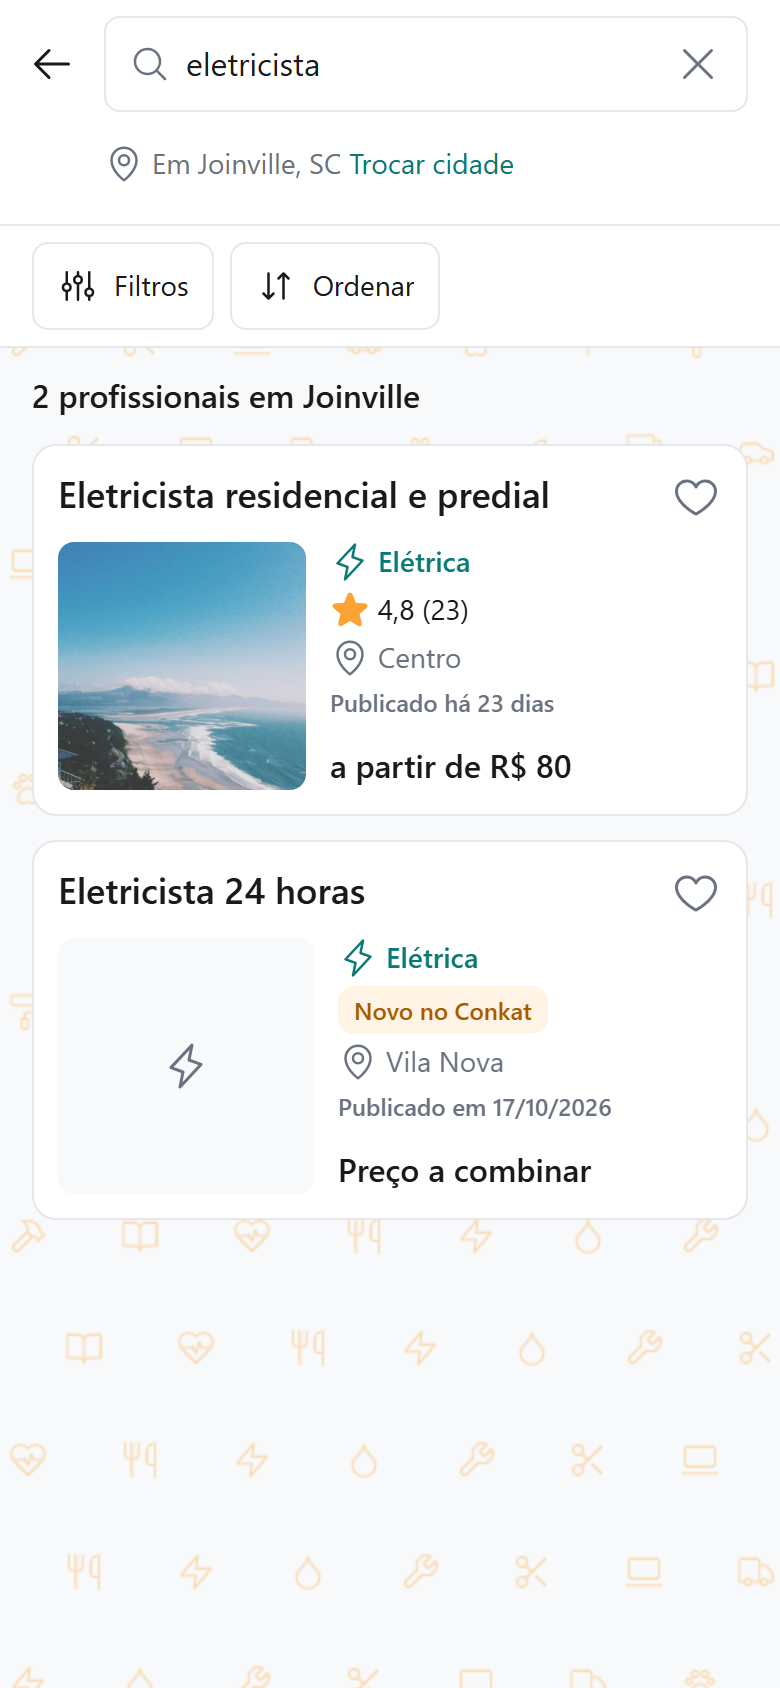 eletricista
Em Joinville, SC Trocar cidade
Filtros
Ordenar
2 profissionais em Joinville
Eletricista residencial e predial
Elétrica
4,8 (23)
Centro
Publicado há 23 dias
a partir de R$ 80
Eletricista 24 horas
Elétrica
Novo no Conkat
Vila Nova
Publicado em 17/10/2026
Preço a combinar